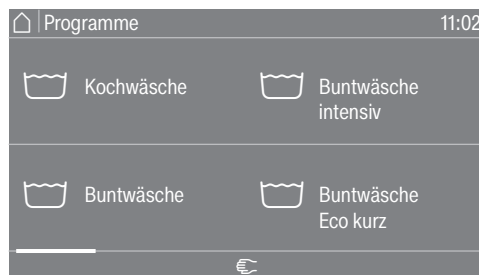 Programme 11:02
Kochwäsche
Buntwäsche
intensiv
Buntwäsche
Buntwäsche
Eco kurz